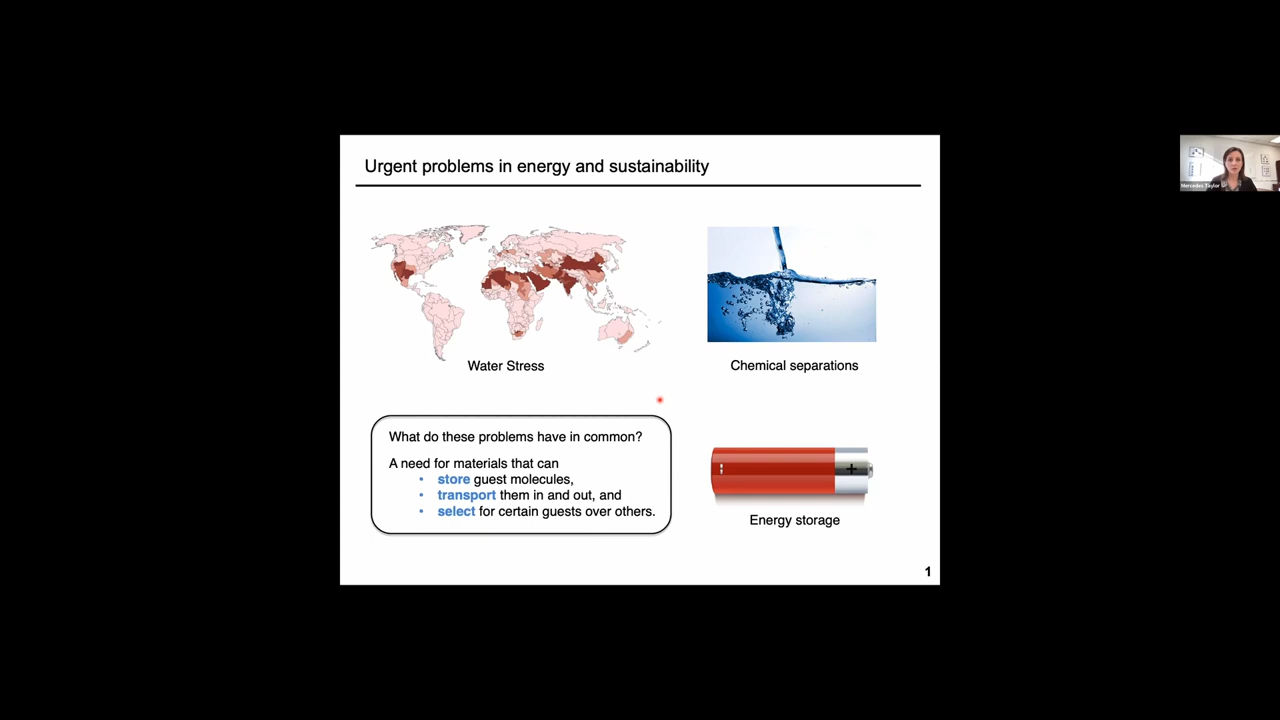 Urgent problems in energy and sustainability
Water Stress
Chemical separations
What do these problems have in common?
A need for materials that can
• store guest molecules,
• transport them in and out, and
• select for certain guests over others.
- +
Energy storage
1
Mercedes Taylor